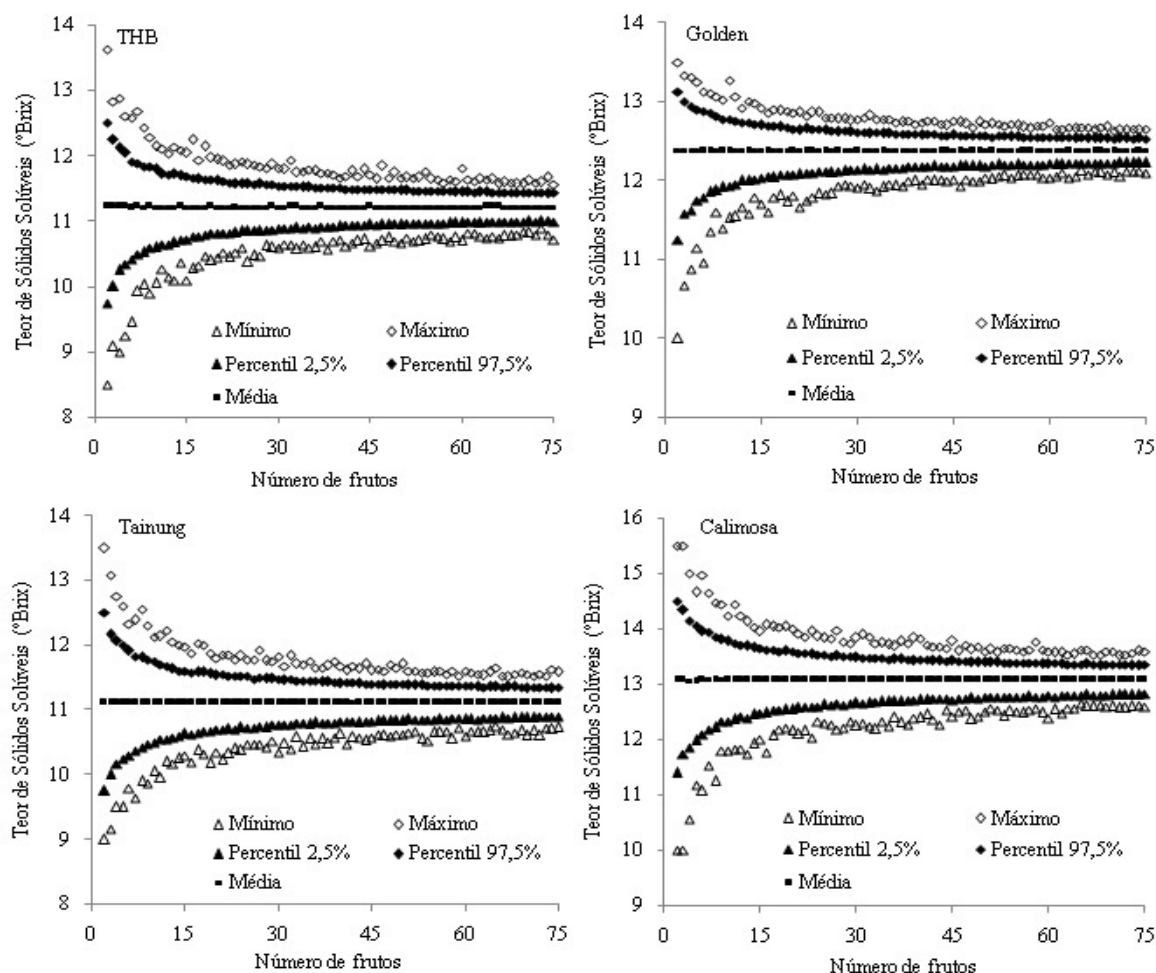 THB
Teor de Sólidos Solúveis (°Brix)
14
13
12
11
10
9
8
Mínimo
Máximo
Percentil 2,5%
Percentil 97,5%
Média
0 15 30 45 60 75
Número de frutos
Golden
Teor de Sólidos Solúveis (°Brix)
14
13
12
11
10
9
Mínimo
Máximo
Percentil 2,5%
Percentil 97,5%
Média
0 15 30 45 60 75
Número de frutos
Tainung
Teor de Sólidos Solúveis (°Brix)
14
13
12
11
10
9
8
Mínimo
Máximo
Percentil 2,5%
Percentil 97,5%
Média
0 15 30 45 60 75
Número de frutos
Calimosa
Teor de Sólidos Solúveis (°Brix)
16
15
14
13
12
11
10
9
Mínimo
Máximo
Percentil 2,5%
Percentil 97,5%
Média
0 15 30 45 60 75
Número de frutos